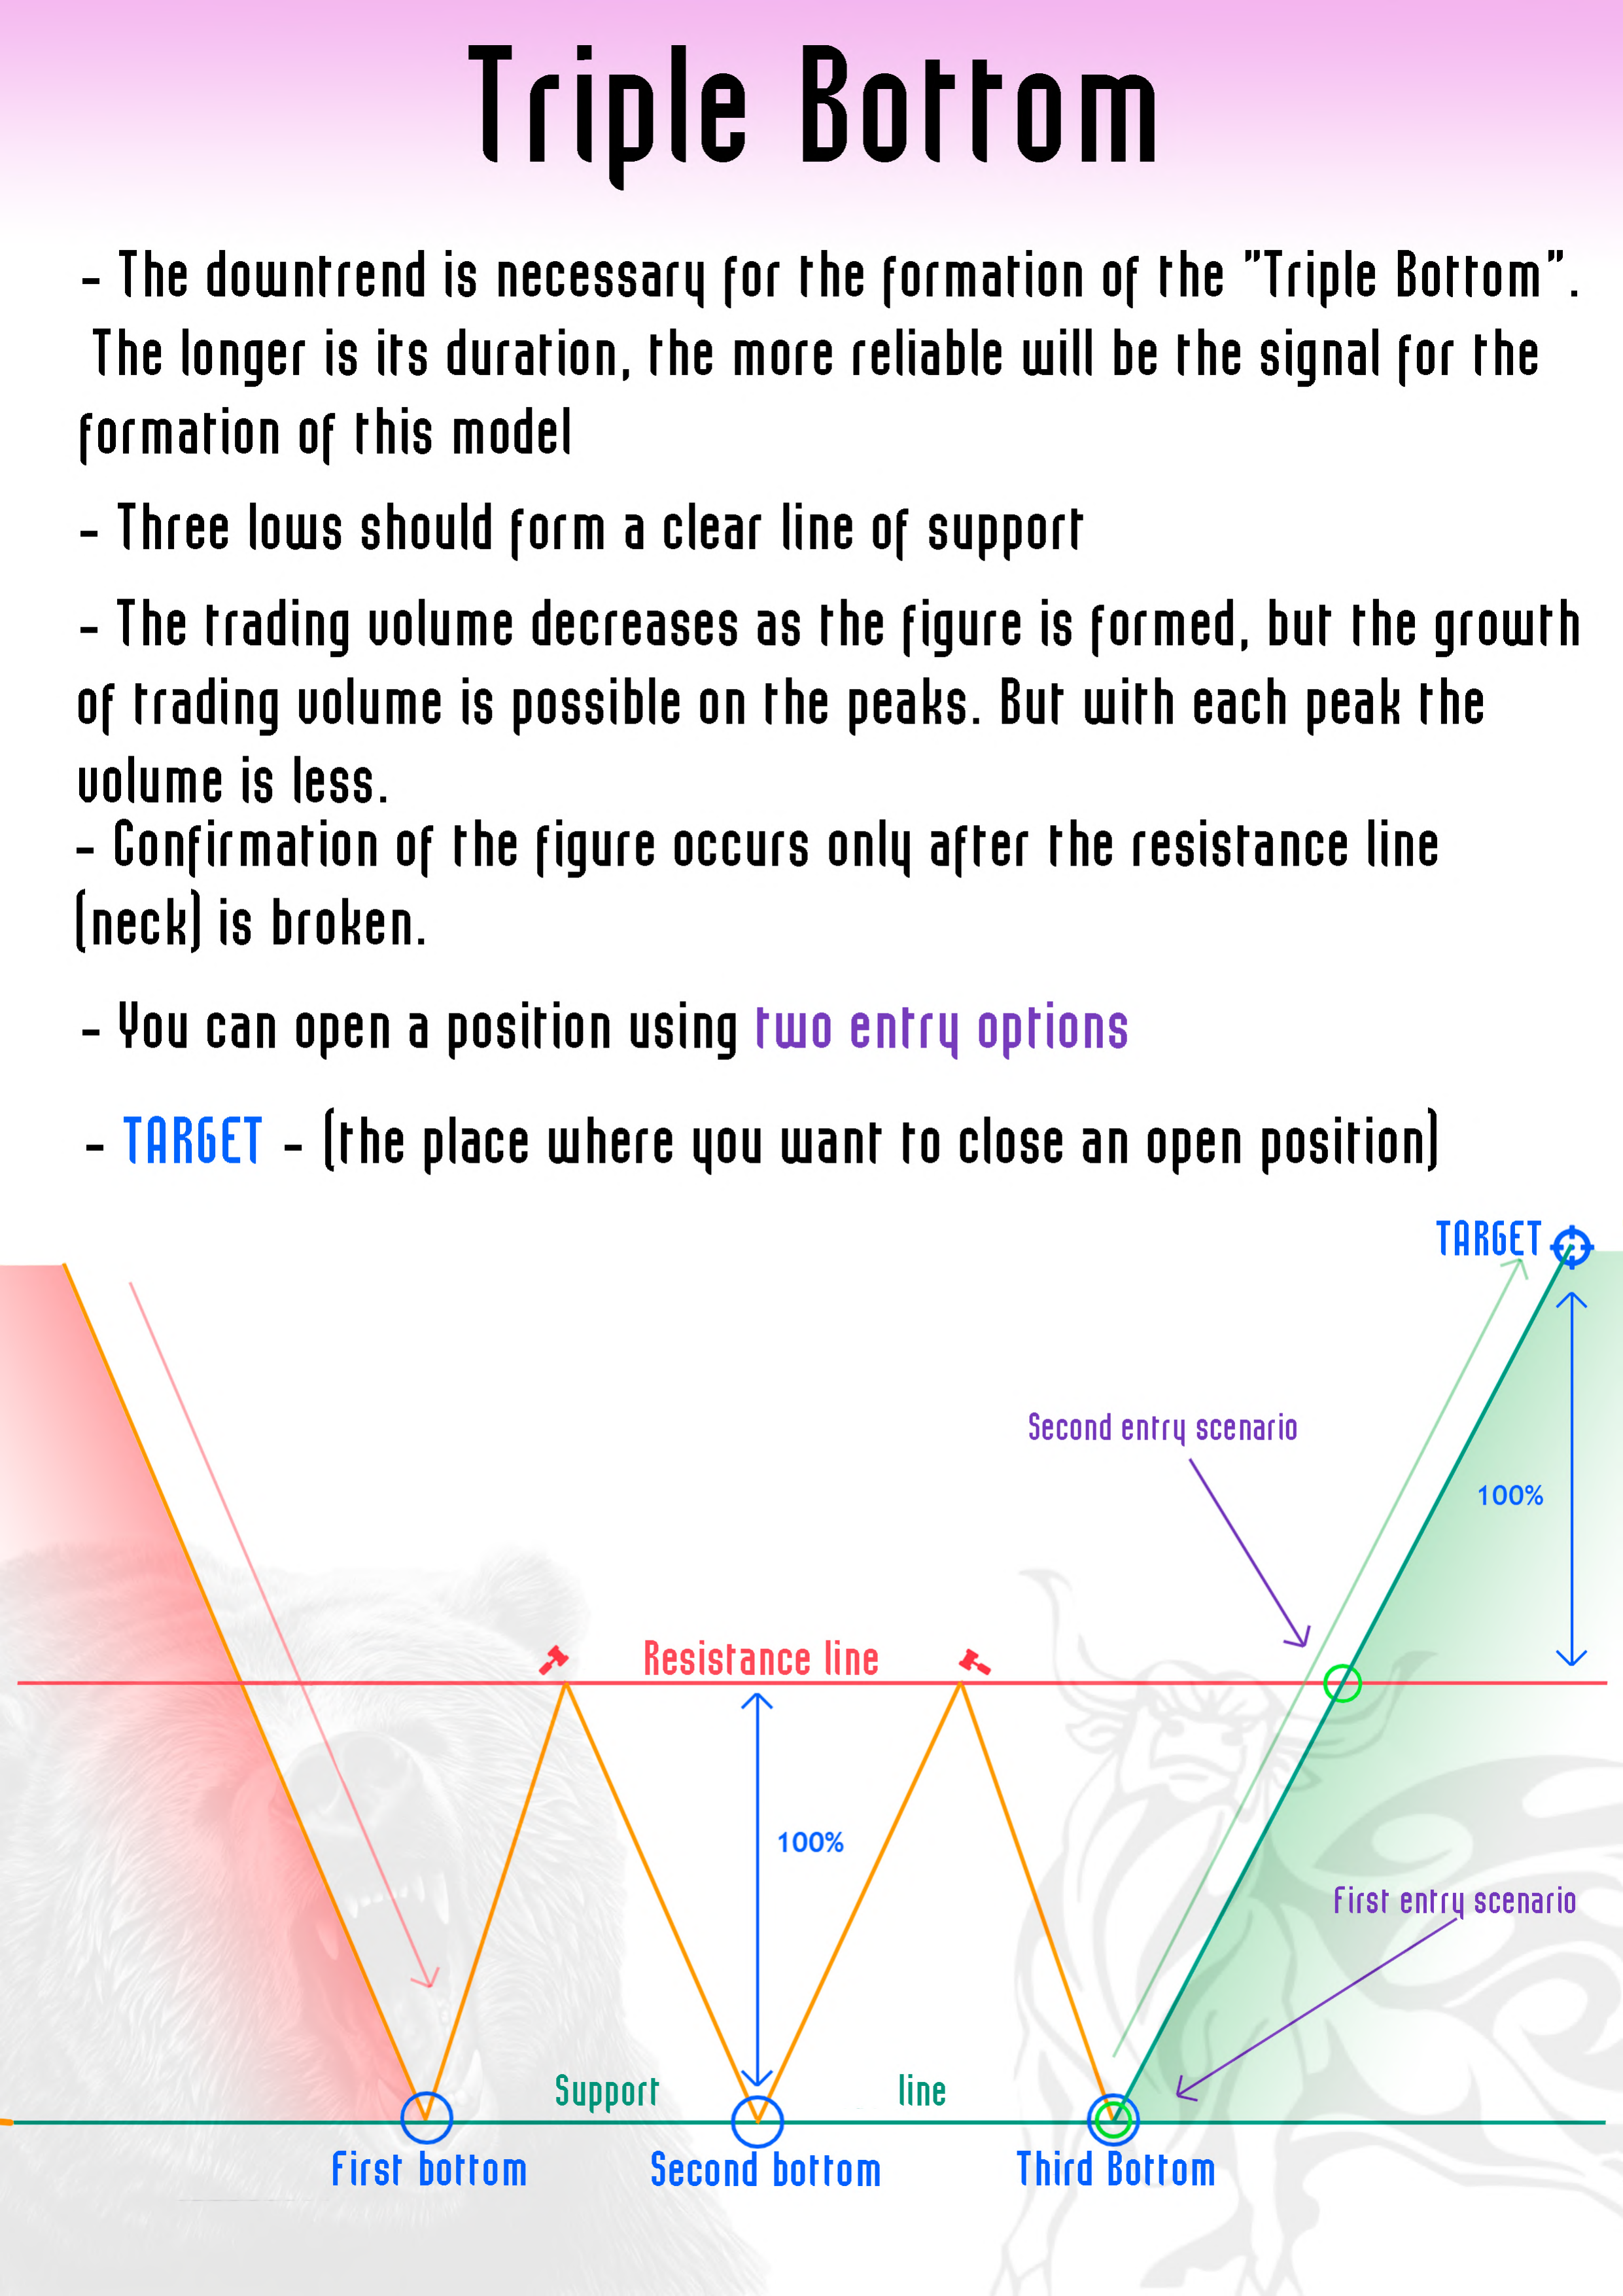 Triple Bottom
- The downtrend is necessary for the formation of the "Triple Bottom".
The longer is its duration, the more reliable will be the signal for the
formation of this model
- Three lows should form a clear line of support
- The trading volume decreases as the figure is formed, but the growth
of trading volume is possible on the peaks. But with each peak the
volume is less.
- Confirmation of the figure occurs only after the resistance line
(neck) is broken.
- You can open a position using two entry options
- TARGET - (the place where you want to close an open position)
TARGET
Second entry scenario
100%
Resistance line
100%
First entry scenario
Support line
First bottom
Second bottom
Third Bottom